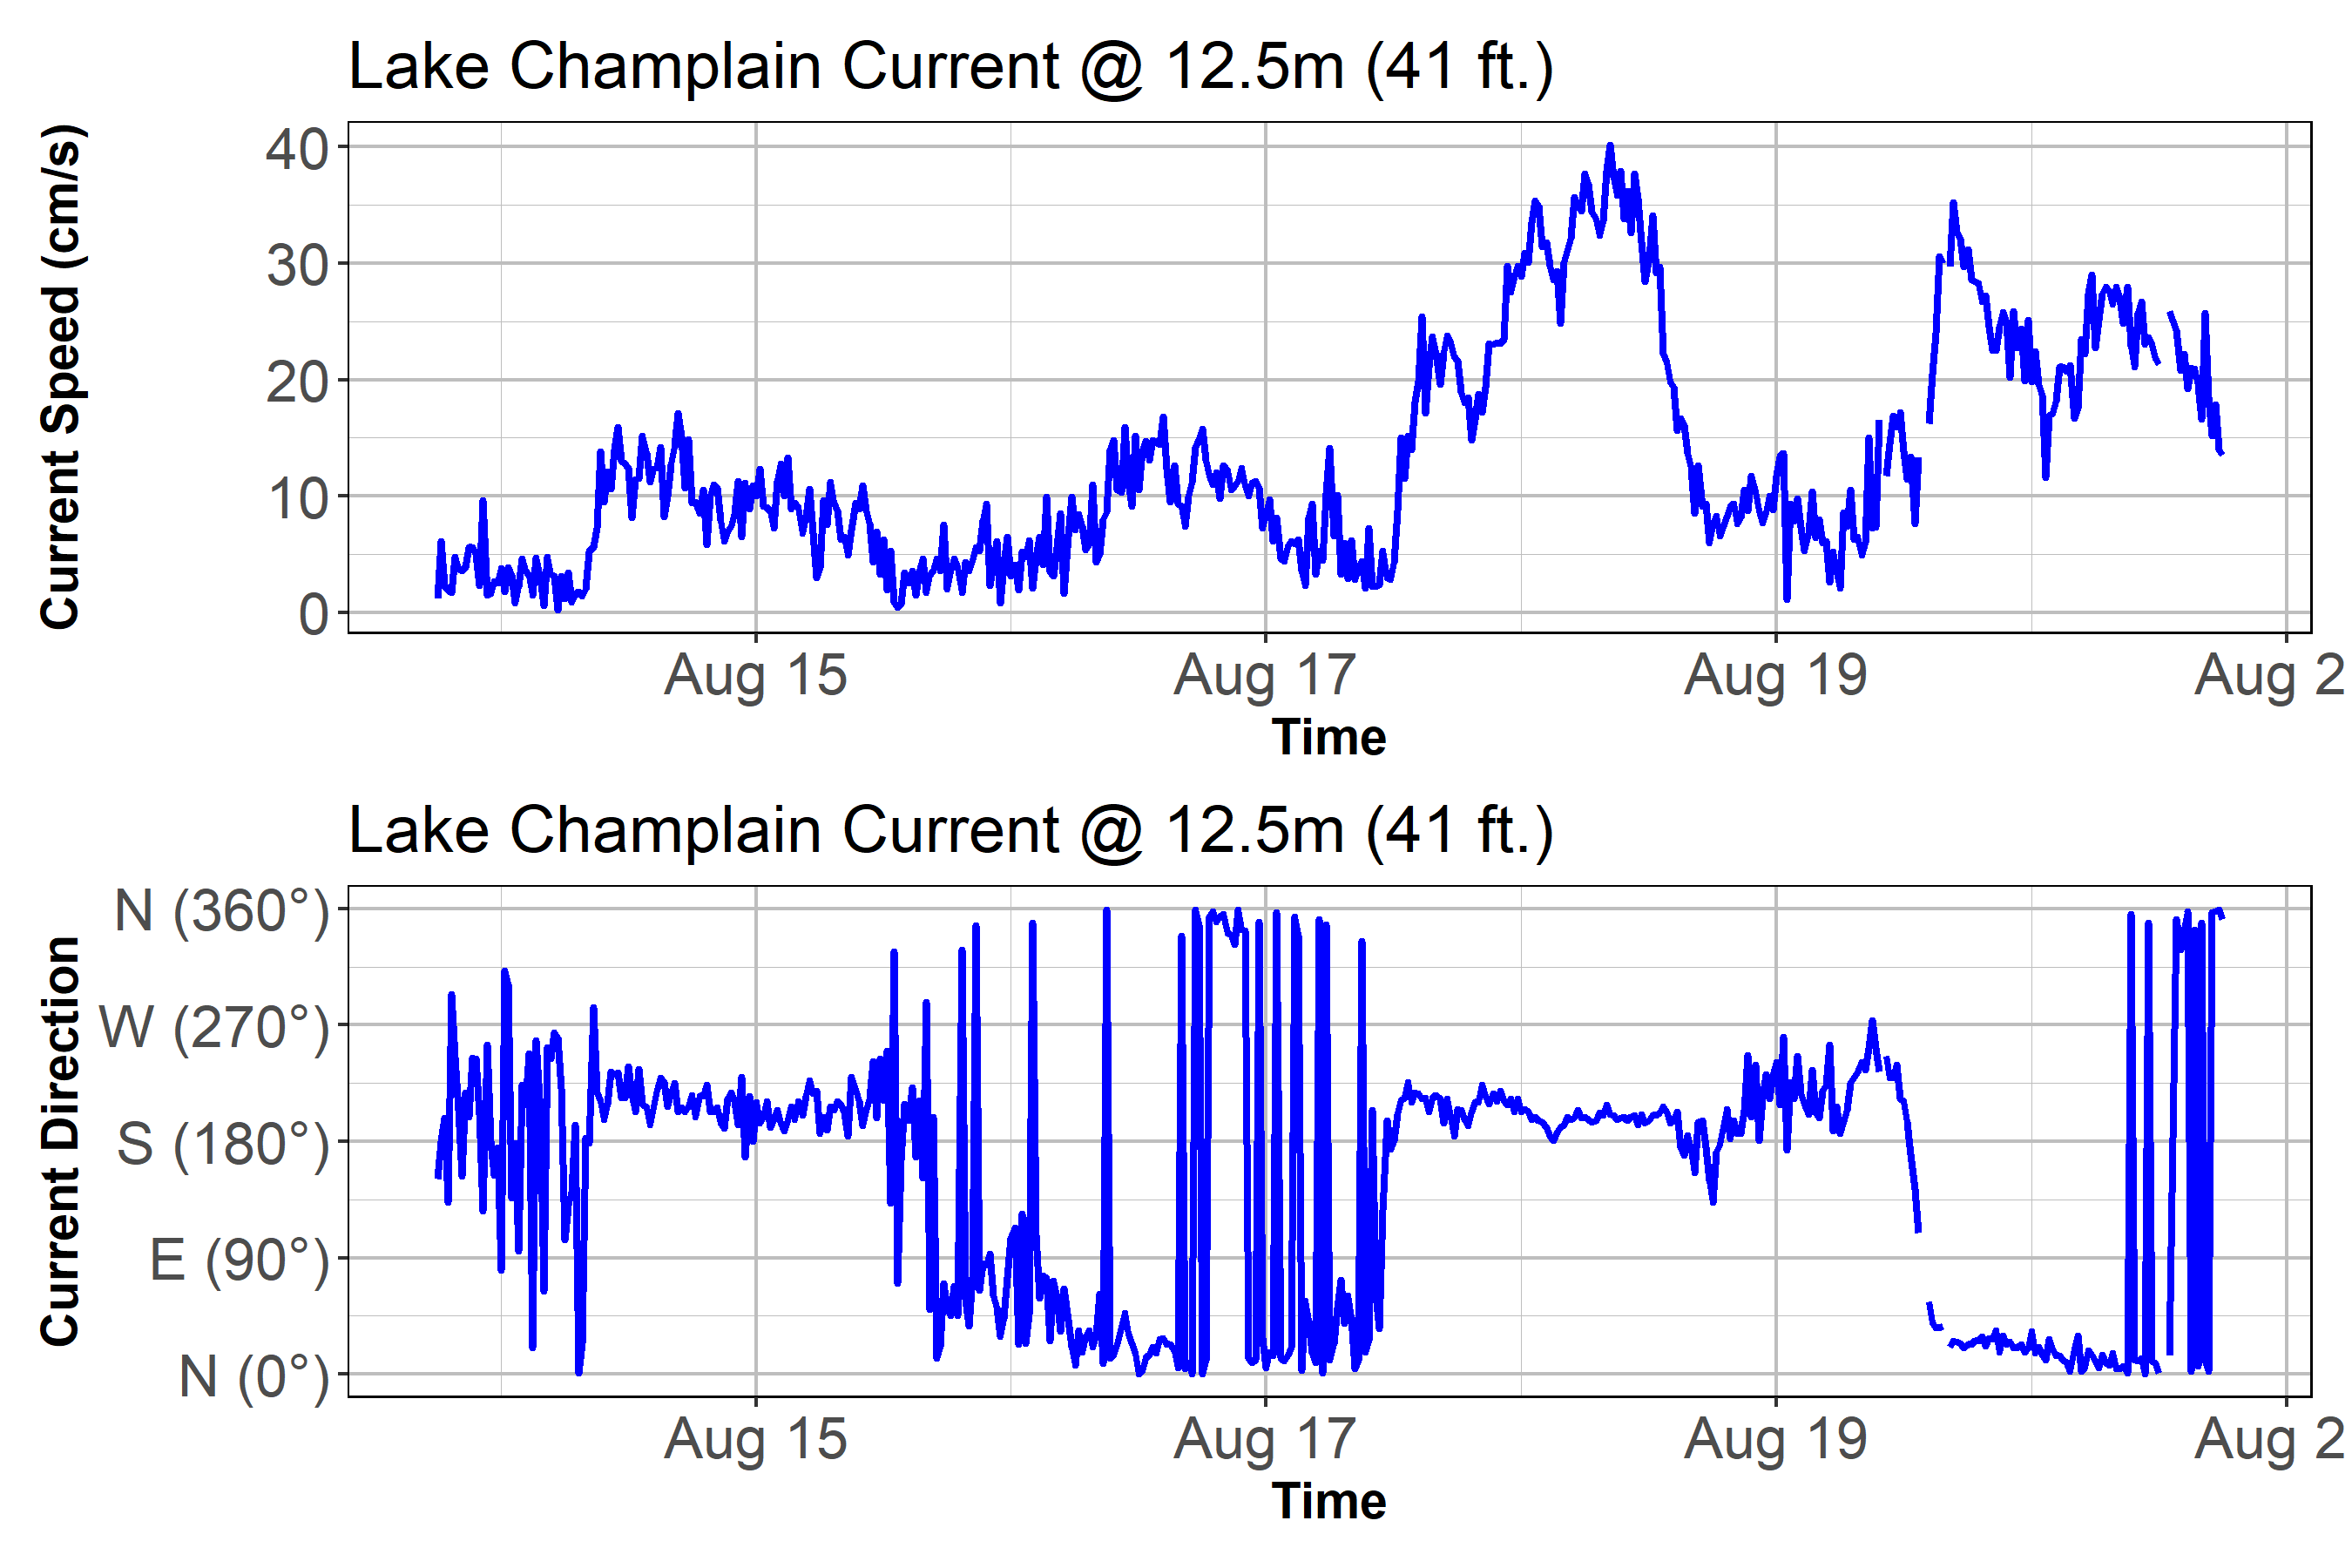 Lake Champlain Current @ 12.5m (41 ft.)
Current Speed (cm/s)
40
30
20
10
0
Aug 15
Aug 17
Aug 19
Aug 2
Time
Lake Champlain Current @ 12.5m (41 ft.)
Current Direction
N (360°)
W (270°)
S (180°)
E (90°)
N (0°)
Aug 15
Aug 17
Aug 19
Aug 2
Time